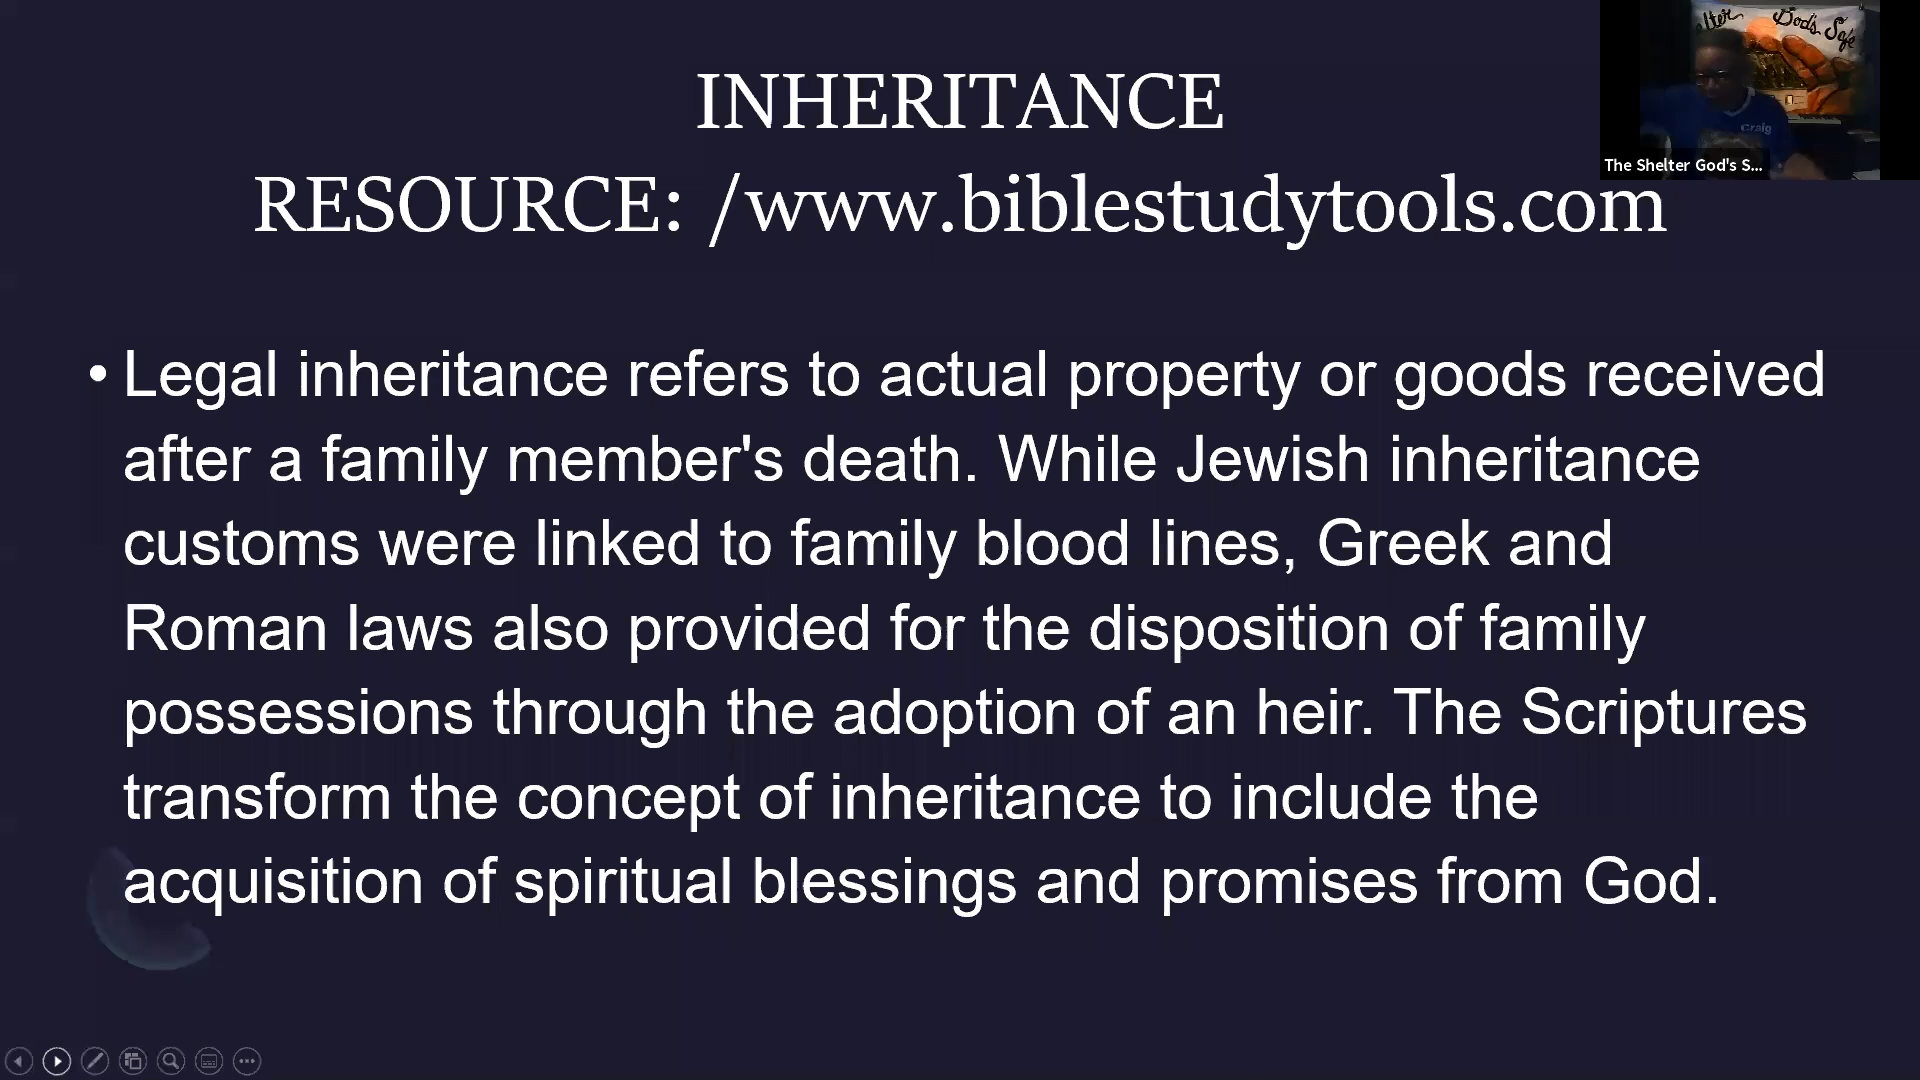 INHERITANCE
RESOURCE: /www.biblestudytools.com
• Legal inheritance refers to actual property or goods received
after a family member's death. While Jewish inheritance
customs were linked to family blood lines, Greek and
Roman laws also provided for the disposition of family
possessions through the adoption of an heir. The Scriptures
transform the concept of inheritance to include the
acquisition of spiritual blessings and promises from God.
God's Safe
Craig
The Shelter God's S...